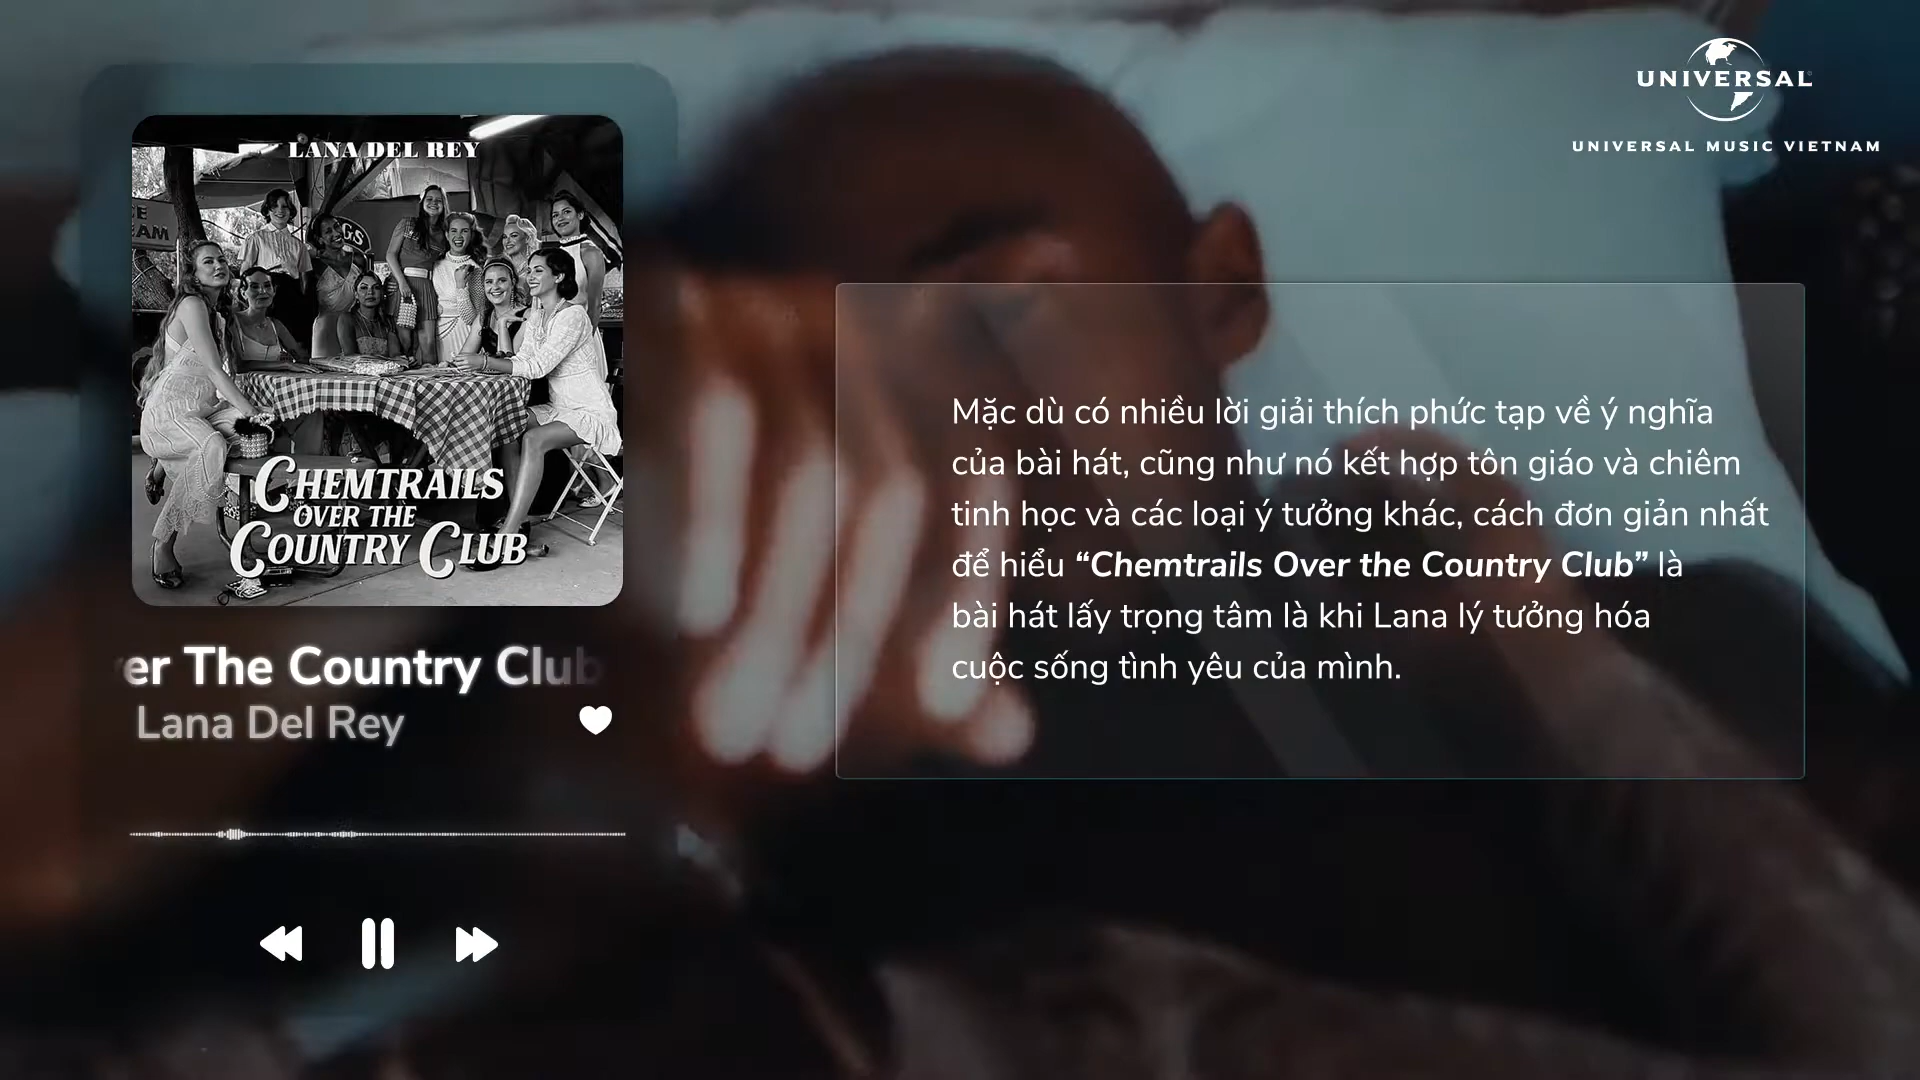 LANA DEL REY
CHEMTRAILS
OVER THE
COUNTRY CLUB
er The Country Club
Lana Del Rey
UNIVERSAL
UNIVERSAL MUSIC VIETNAM
Mặc dù có nhiều lời giải thích phức tạp về ý nghĩa
của bài hát, cũng như nó kết hợp tôn giáo và chiêm
tinh học và các loại ý tưởng khác, cách đơn giản nhất
để hiểu “Chemtrails Over the Country Club” là
bài hát lấy trọng tâm là khi Lana lý tưởng hóa
cuộc sống tình yêu của mình.